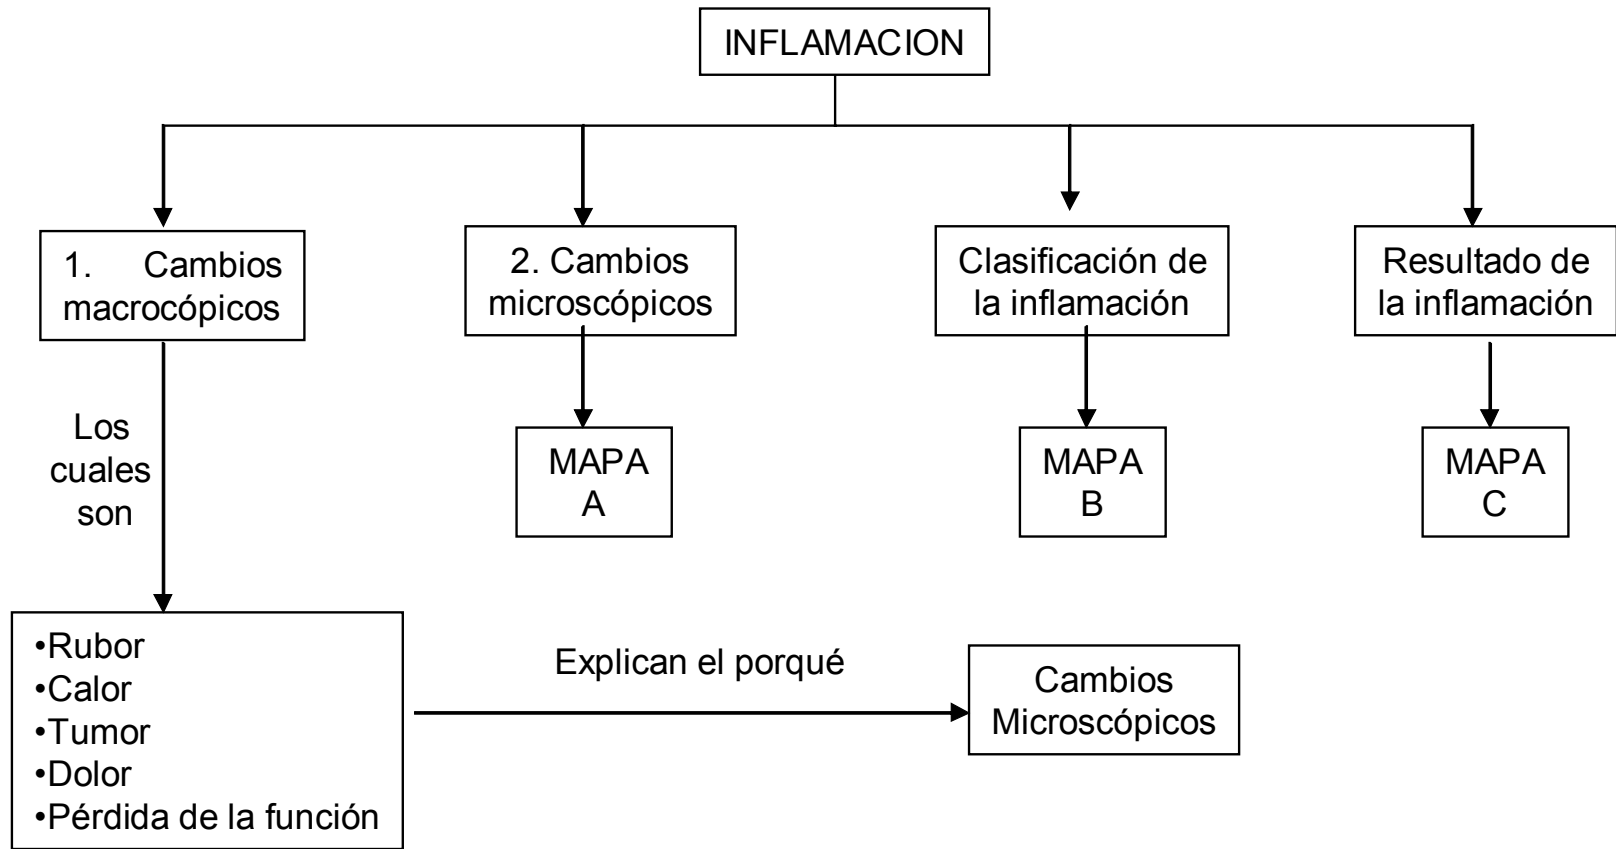 INFLAMACION
1. Cambios
macrocópicos
2. Cambios
microscópicos
Clasificación de
la inflamación
Resultado de
la inflamación
Los
cuales
son
MAPA
A
MAPA
B
MAPA
C
•Rubor
•Calor
•Tumor
•Dolor
•Pérdida de la función
Explican el porqué
Cambios
Microscópicos